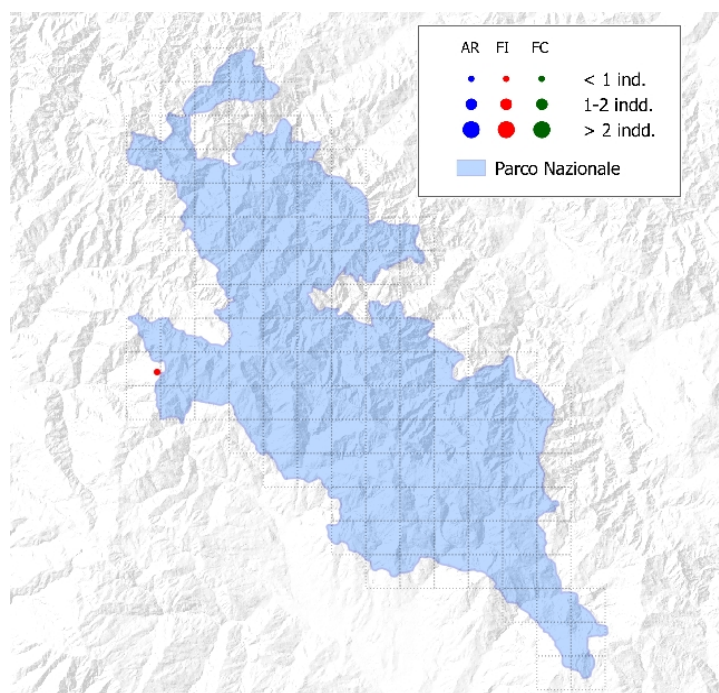 AR FI FC
< 1 ind.
1-2 indd.
> 2 indd.
Parco Nazionale